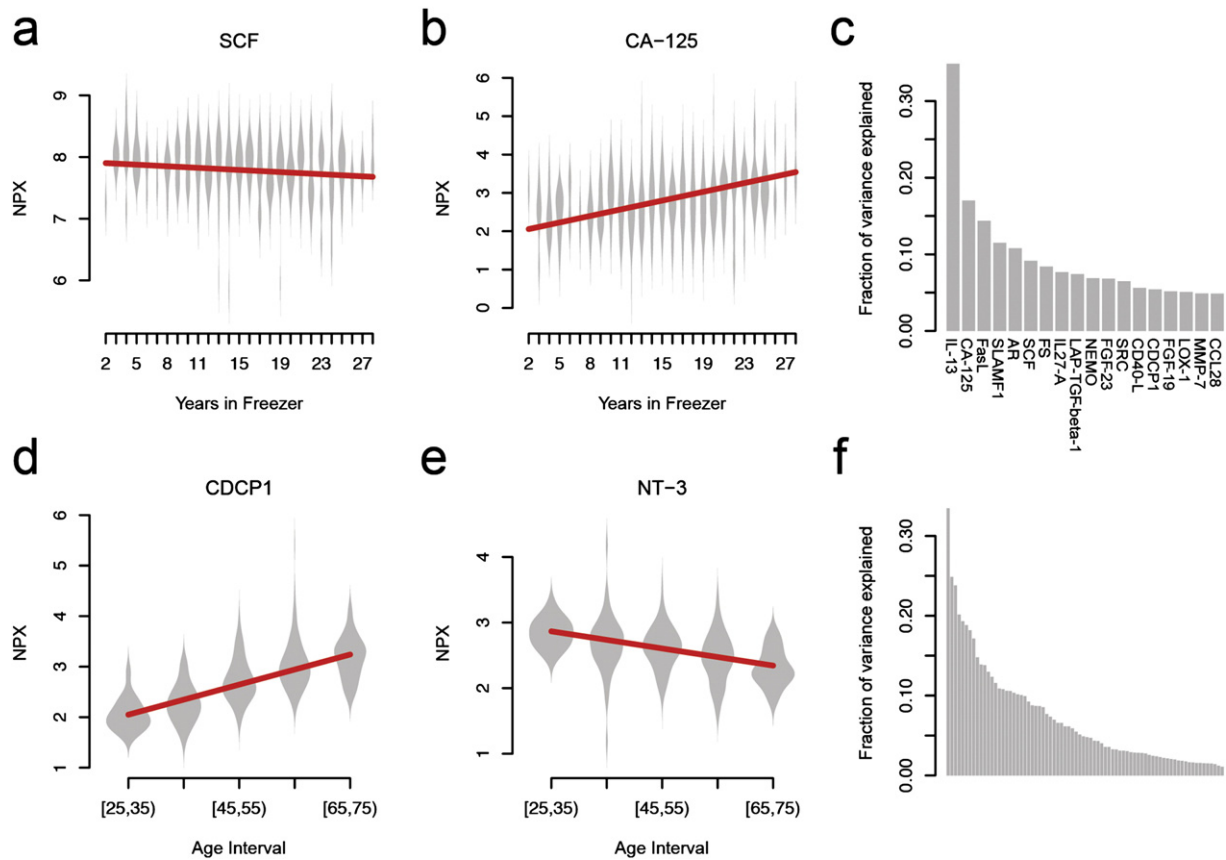 a
SCF
NPX
9
8
7
6
2 5 8 11 15 19 23 27
Years in Freezer
b
CA−125
NPX
6
5
4
3
2
1
0
2 5 8 11 15 19 23 27
Years in Freezer
c
Fraction of variance explained
0.30
0.20
0.10
0.00
IL-13
CA-125
FasL
SLAMF1
AR
SCF
FS
IL27-A
LAP-TGF-beta-1
NEMO
FGF-23
SRC
CD40-L
CDCP1
FGF-19
LOX-1
MMP-7
CCL28
d
CDCP1
NPX
6
5
4
3
2
1
[25,35) [45,55) [65,75)
Age Interval
e
NT−3
NPX
4
3
2
1
[25,35) [45,55) [65,75)
Age Interval
f
Fraction of variance explained
0.30
0.20
0.10
0.00